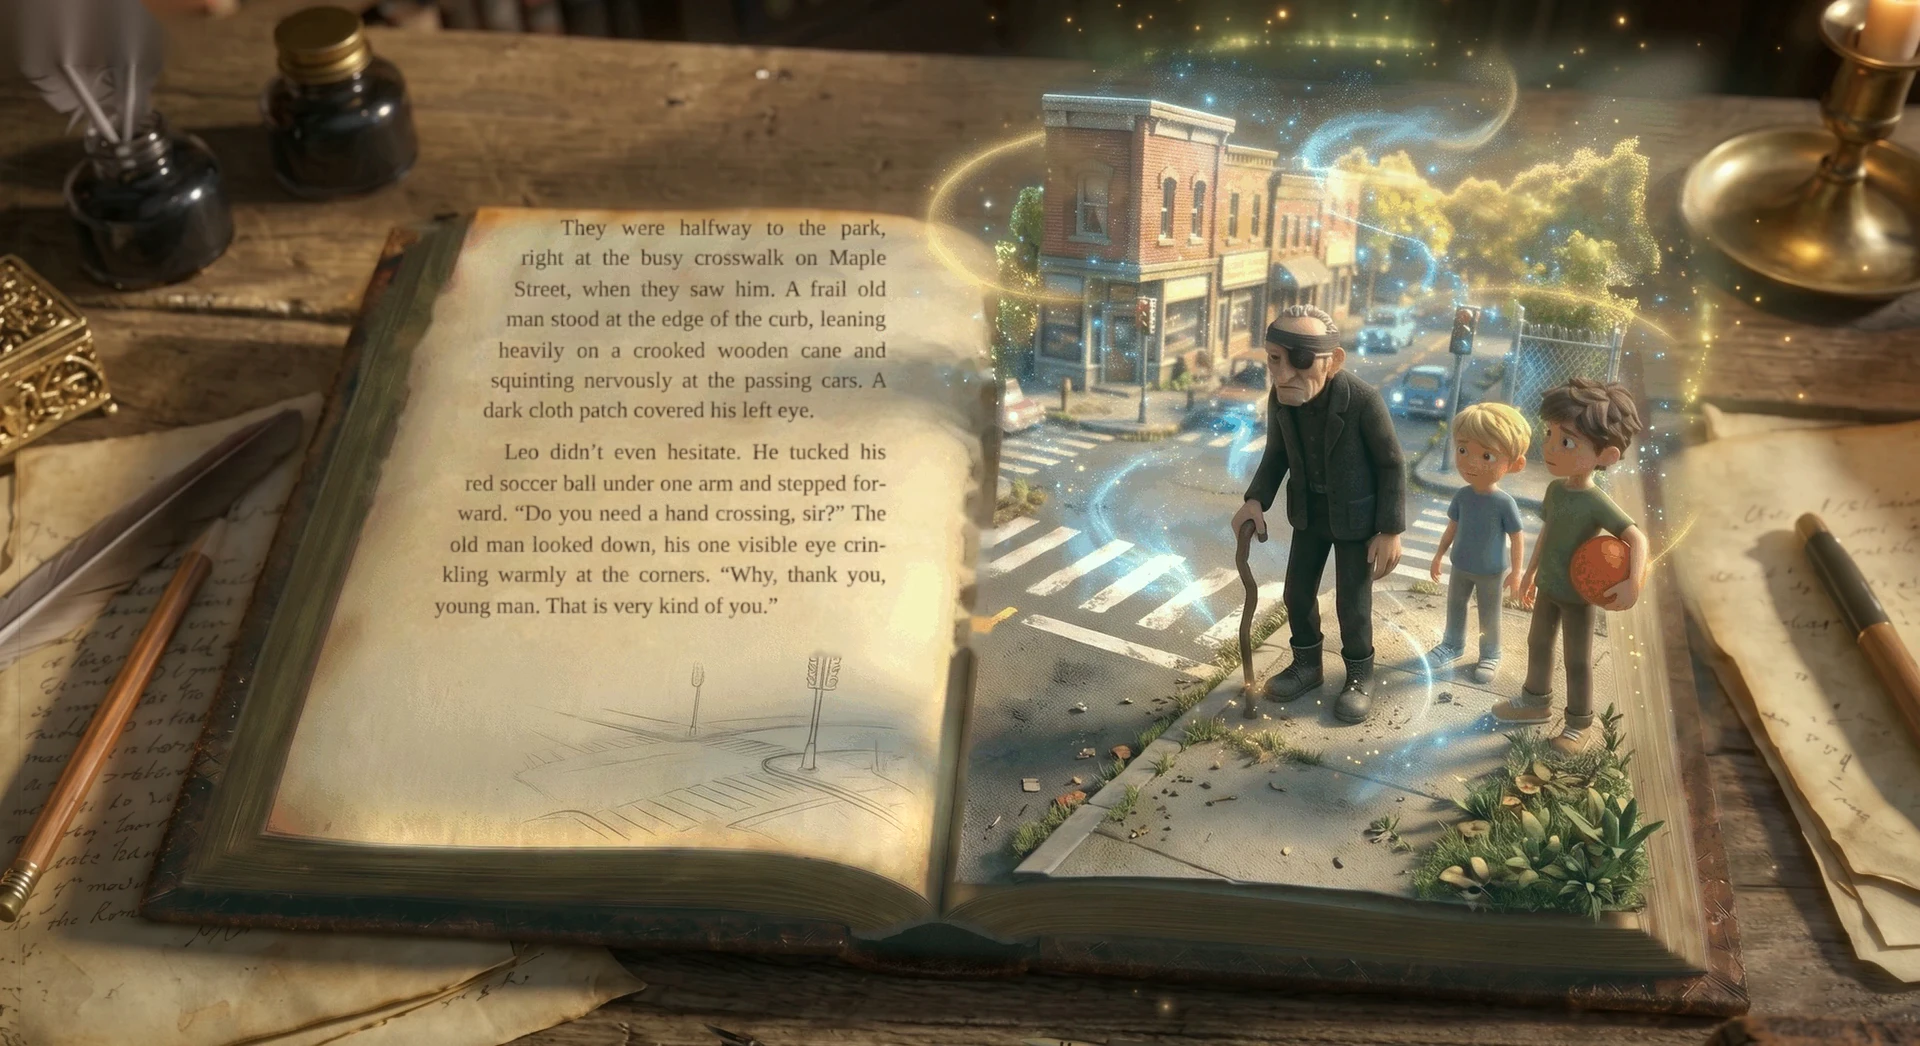 They were halfway to the park,
right at the busy crosswalk on Maple
Street, when they saw him. A frail old
man stood at the edge of the curb, leaning
heavily on a crooked wooden cane and
squinting nervously at the passing cars. A
dark cloth patch covered his left eye.
Leo didn’t even hesitate. He tucked his
red soccer ball under one arm and stepped for-
ward. “Do you need a hand crossing, sir?” The
old man looked down, his one visible eye crin-
kling warmly at the corners. “Why, thank you,
young man. That is very kind of you.”